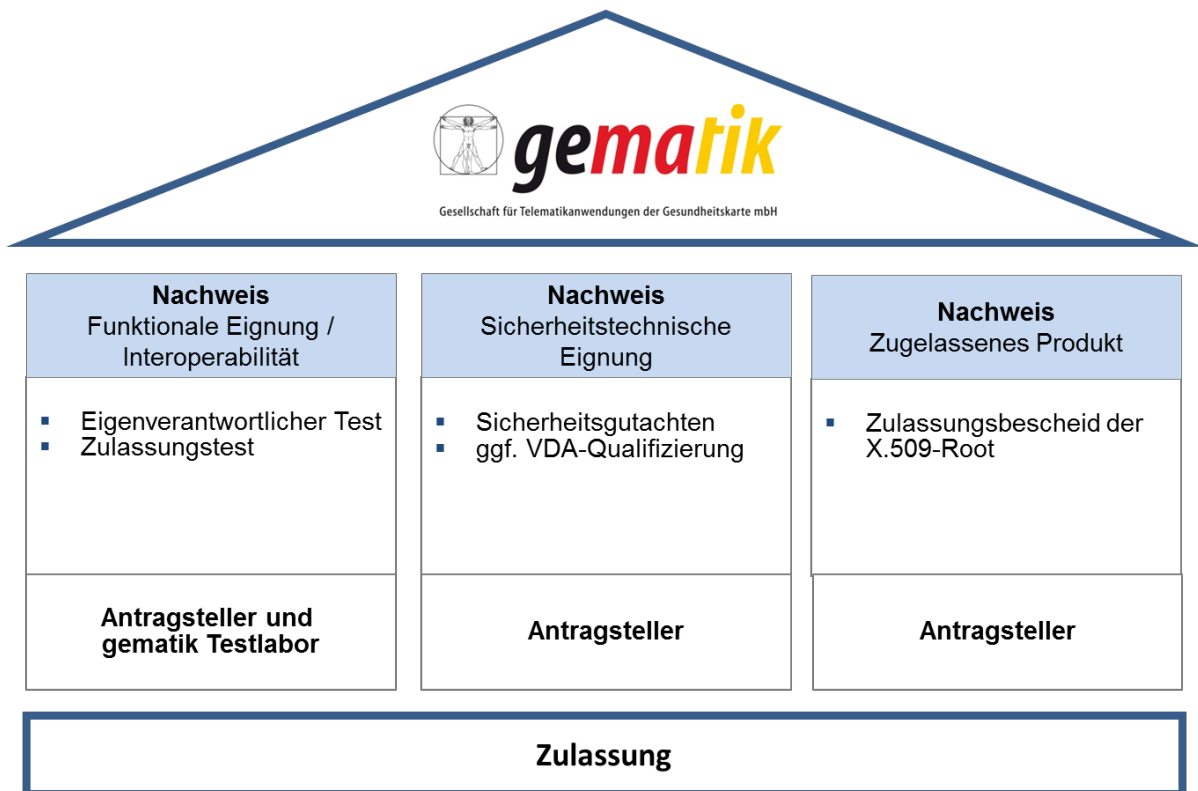 gematik
Gesellschaft für Telematikanwendungen der Gesundheitskarte mbH
Nachweis
Funktionale Eignung /
Interoperabilität
▪ Eigenverantwortlicher Test
▪ Zulassungstest
Antragsteller und
gematik Testlabor
Nachweis
Sicherheitstechnische
Eignung
▪ Sicherheitsgutachten
▪ ggf. VDA-Qualifizierung
Antragsteller
Nachweis
Zugelassenes Produkt
▪ Zulassungsbescheid der
X.509-Root
Antragsteller
Zulassung